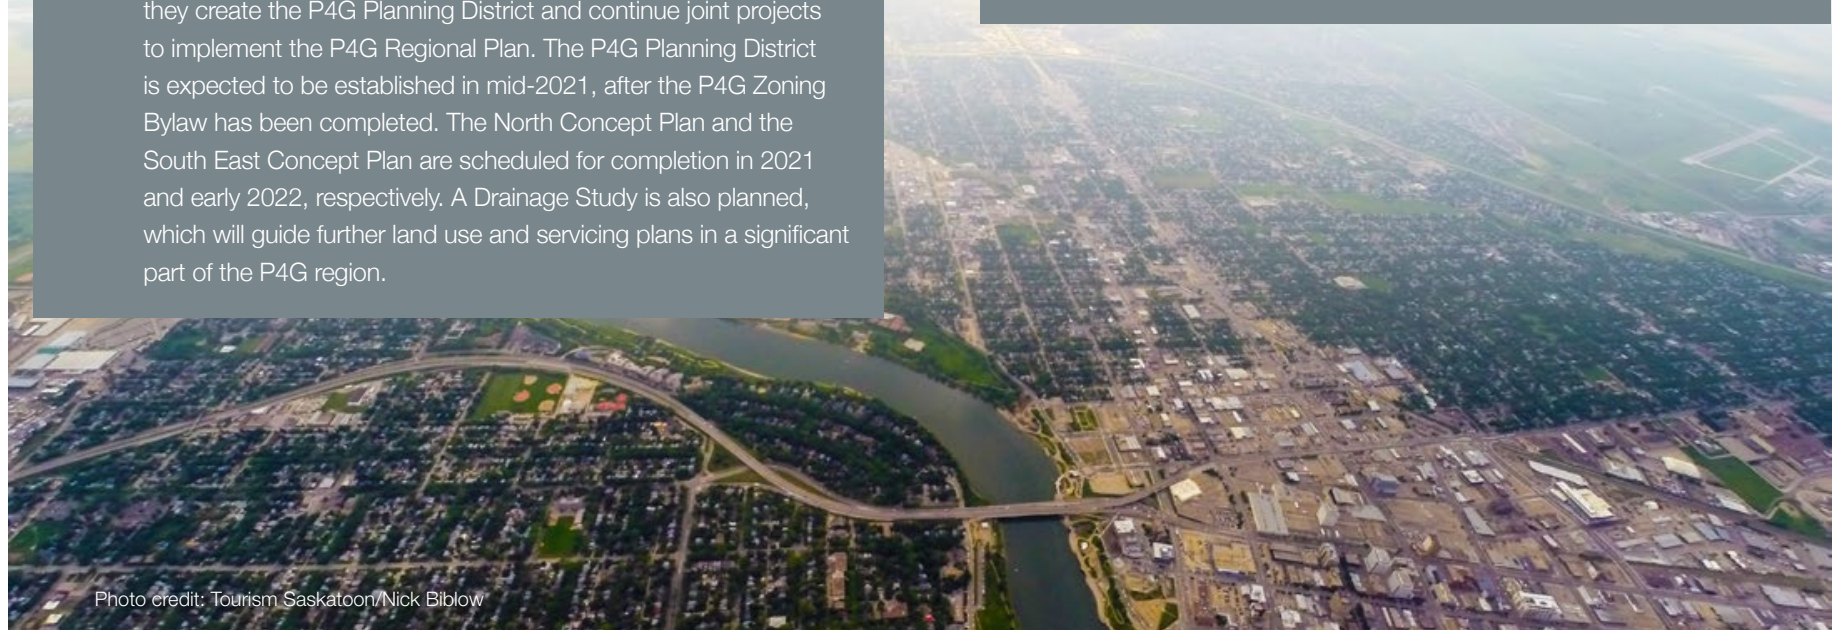 they create the P4G Planning District and continue joint projects
to implement the P4G Regional Plan. The P4G Planning District
is expected to be established in mid-2021, after the P4G Zoning
Bylaw has been completed. The North Concept Plan and the
South East Concept Plan are scheduled for completion in 2021
and early 2022, respectively. A Drainage Study is also planned,
which will guide further land use and servicing plans in a significant
part of the P4G region.
Photo credit: Tourism Saskatoon/Nick Biblow